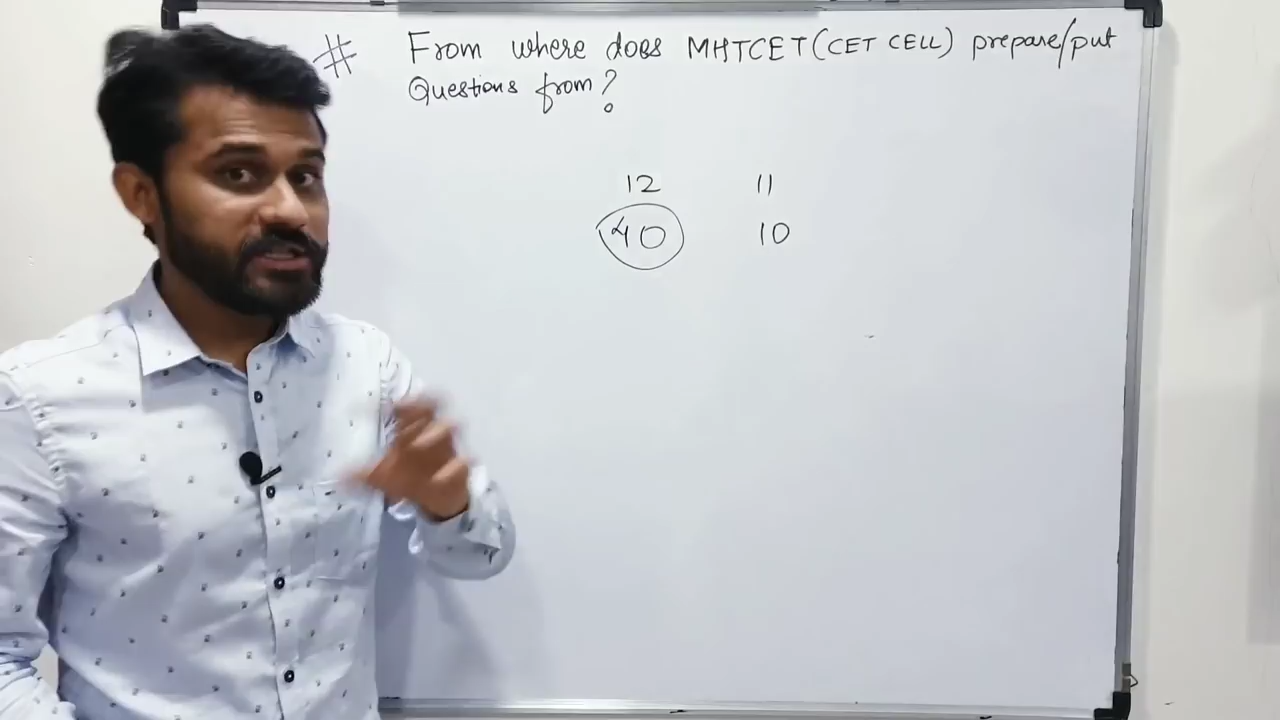 # From where does MHTCET (CET CELL) prepare/put
Questions from?
12 11
40 10